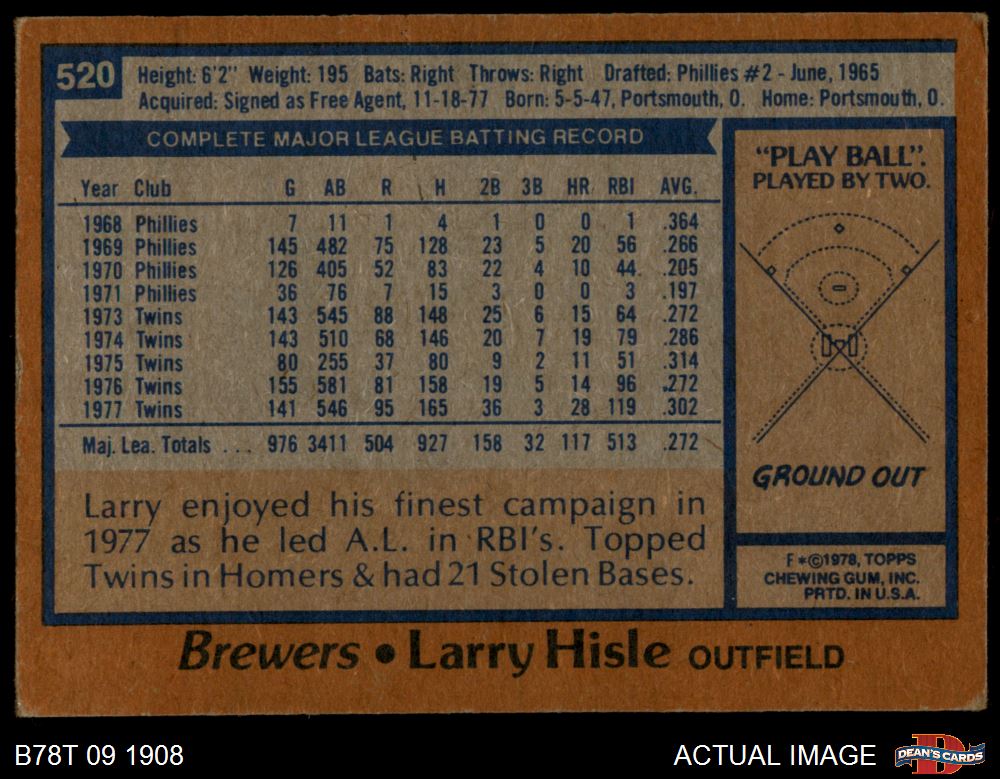 520
Height: 6'2" Weight: 195 Bats: Right Throws: Right Drafted: Phillies #2 - June, 1965
Acquired: Signed as Free Agent, 11-18-77 Born: 5-5-47, Portsmouth, O. Home: Portsmouth, O.
COMPLETE MAJOR LEAGUE BATTING RECORD
Year Club G AB R H 2B 3B HR RBI AVG.
1968 Phillies 7 11 1 4 1 0 0 1 .364
1969 Phillies 145 482 75 128 23 5 20 56 .266
1970 Phillies 126 405 52 83 22 4 10 44 .205
1971 Phillies 36 76 7 15 3 0 0 3 .197
1973 Twins 143 545 88 148 25 6 15 64 .272
1974 Twins 143 510 68 146 20 7 19 79 .286
1975 Twins 80 255 37 80 9 2 11 51 .314
1976 Twins 155 581 81 158 19 5 14 96 .272
1977 Twins 141 546 95 165 36 3 28 119 .302
Maj. Lea. Totals . . . 976 3411 504 927 158 32 117 513 .272
Larry enjoyed his finest campaign in
1977 as he led A.L. in RBI's. Topped
Twins in Homers & had 21 Stolen Bases.
"PLAY BALL".
PLAYED BY TWO.
GROUND OUT
F*©1978, TOPPS
CHEWING GUM, INC.
PRTD. IN U.S.A.
Brewers • Larry Hisle OUTFIELD
B78T 09 1908
ACTUAL IMAGE
DEAN'S CARDS